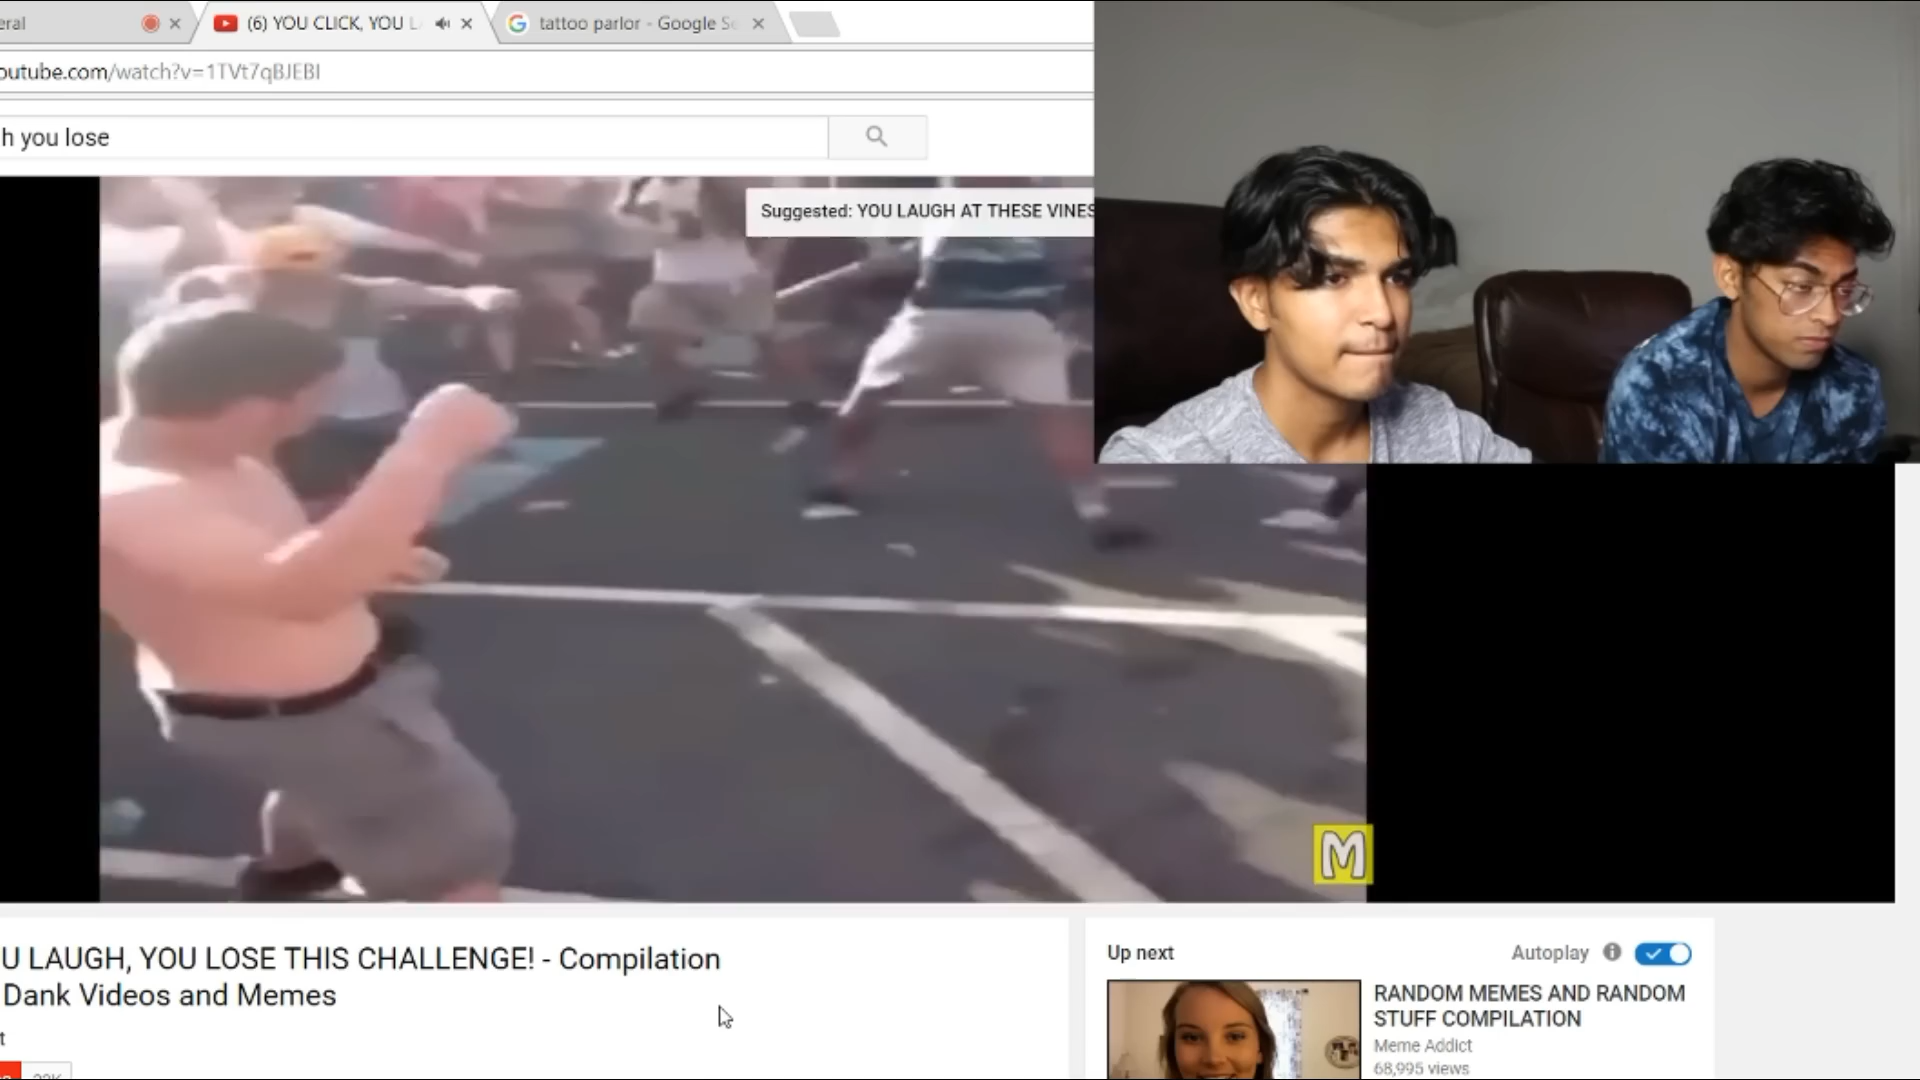 eral
(6) YOU CLICK, YOU L
tattoo parlor - Google Se
outube.com/watch?v=1TVt7qBJEBI
h you lose
Suggested: YOU LAUGH AT THESE VINES
M
U LAUGH, YOU LOSE THIS CHALLENGE! - Compilation
Dank Videos and Memes
t
Up next
Autoplay
RANDOM MEMES AND RANDOM
STUFF COMPILATION
Meme Addict
68,995 views